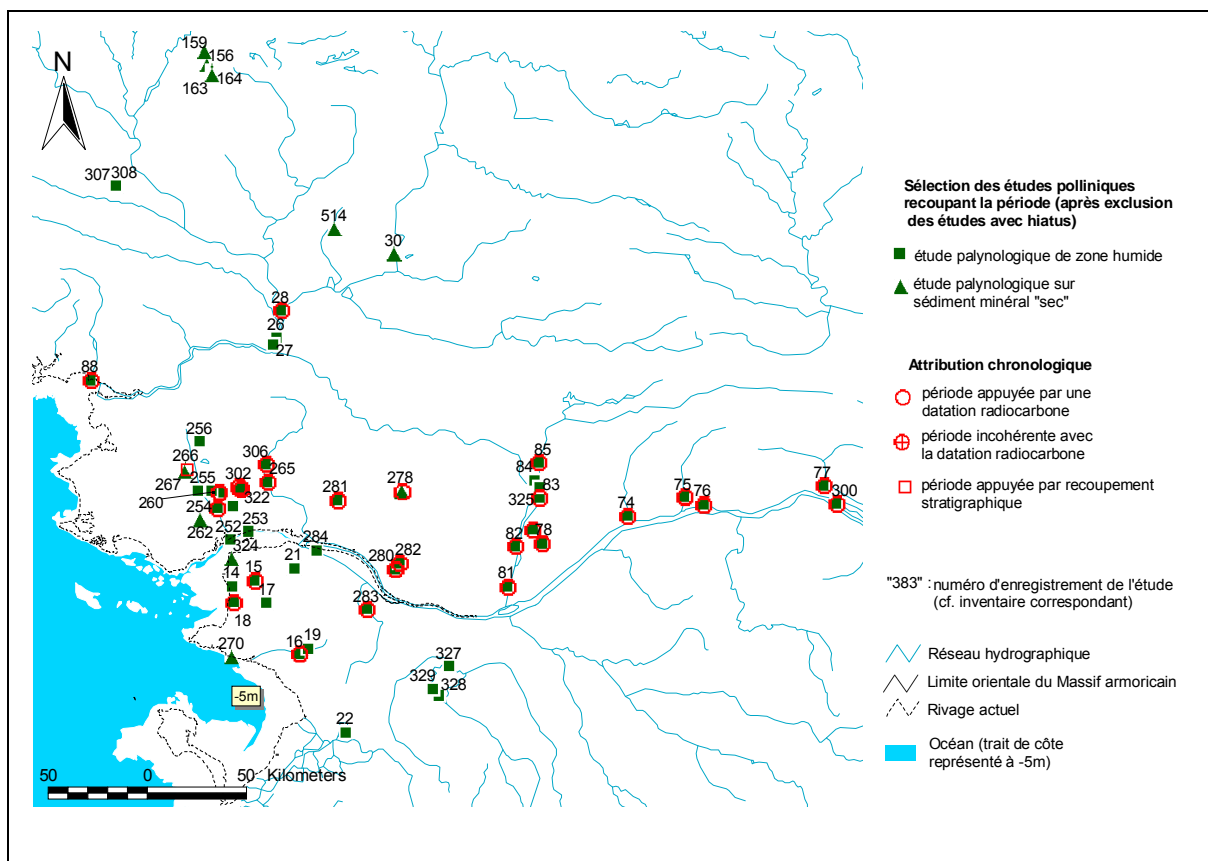 159
156
N
163
164
307
308
514
30
28
26
27
88
256
306
266
265
302
267
255
281
278
85
84
77
260
322
83
325
75
76
300
254
74
253
262
252
284
82
78
324
282
21
280
15
14
81
17
283
18
16
19
270
327
329
328
-5m
22
50 0 50 Kilometers
Sélection des études polliniques
recoupant la période (après exclusion
des études avec hiatus)
étude palynologique de zone humide
étude palynologique sur
sédiment minéral "sec"
Attribution chronologique
période appuyée par une
datation radiocarbone
période incohérente avec
la datation radiocarbone
période appuyée par recoupement
stratigraphique
"383" : numéro d'enregistrement de l'étude
(cf. inventaire correspondant)
Réseau hydrographique
Limite orientale du Massif armoricain
Rivage actuel
Océan (trait de côte
représenté à -5m)